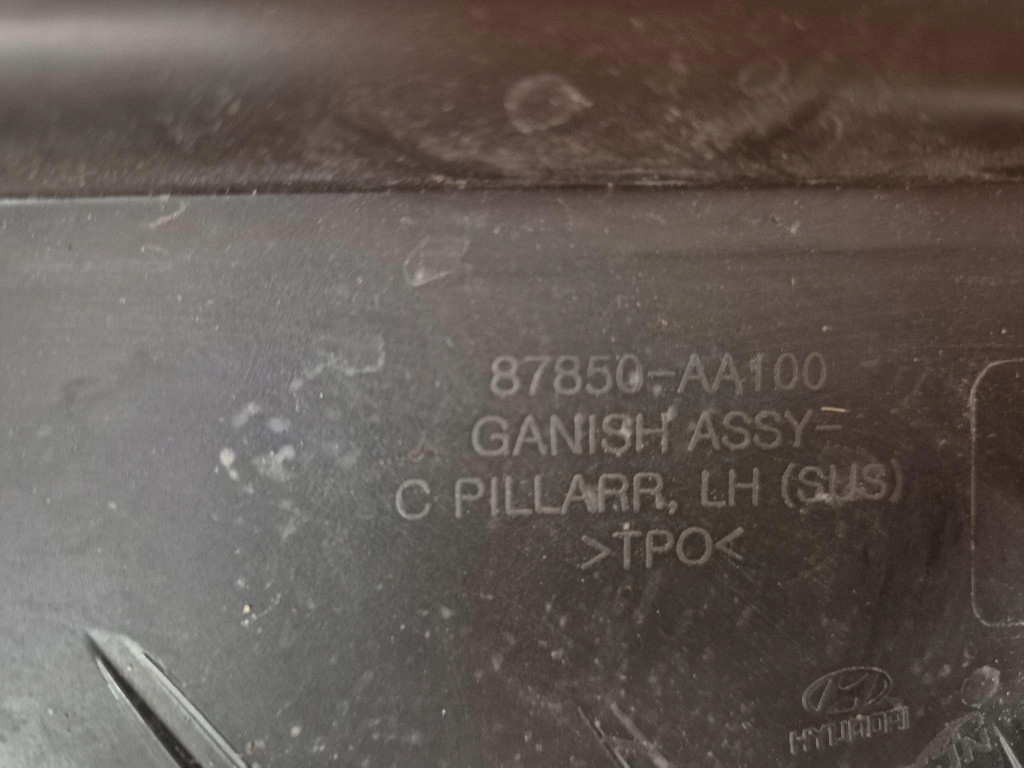 87850-AA100
GANISH ASSY-
C PILLARR, LH (SUS)
>TPO<
HYUNDAI